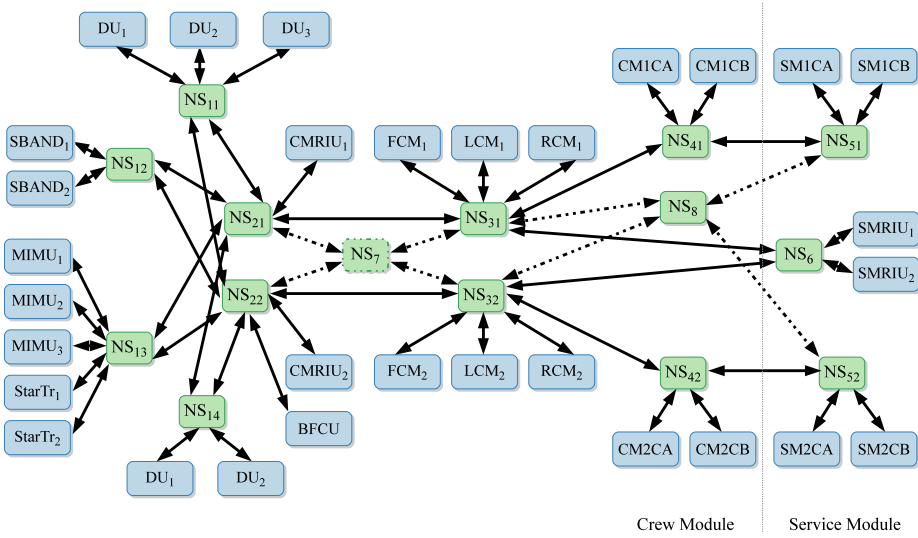 DU₁ DU₂ DU₃
NS₁₁
CM1CA CM1CB SM1CA SM1CB
SBAND₁ NS₁₂ CMRIU₁ FCM₁ LCM₁ RCM₁ NS₄₁ NS₅₁
SBAND₂
NS₂₁ NS₃₁ NS₈
MIMU₁ NS₇ NS₆ SMRIU₁
MIMU₂ NS₂₂ NS₃₂ SMRIU₂
MIMU₃ NS₁₃
StarTr₁ CMRIU₂ FCM₂ LCM₂ RCM₂ NS₄₂ NS₅₂
StarTr₂ NS₁₄ BFCU
CM2CA CM2CB SM2CA SM2CB
DU₁ DU₂
Crew Module Service Module